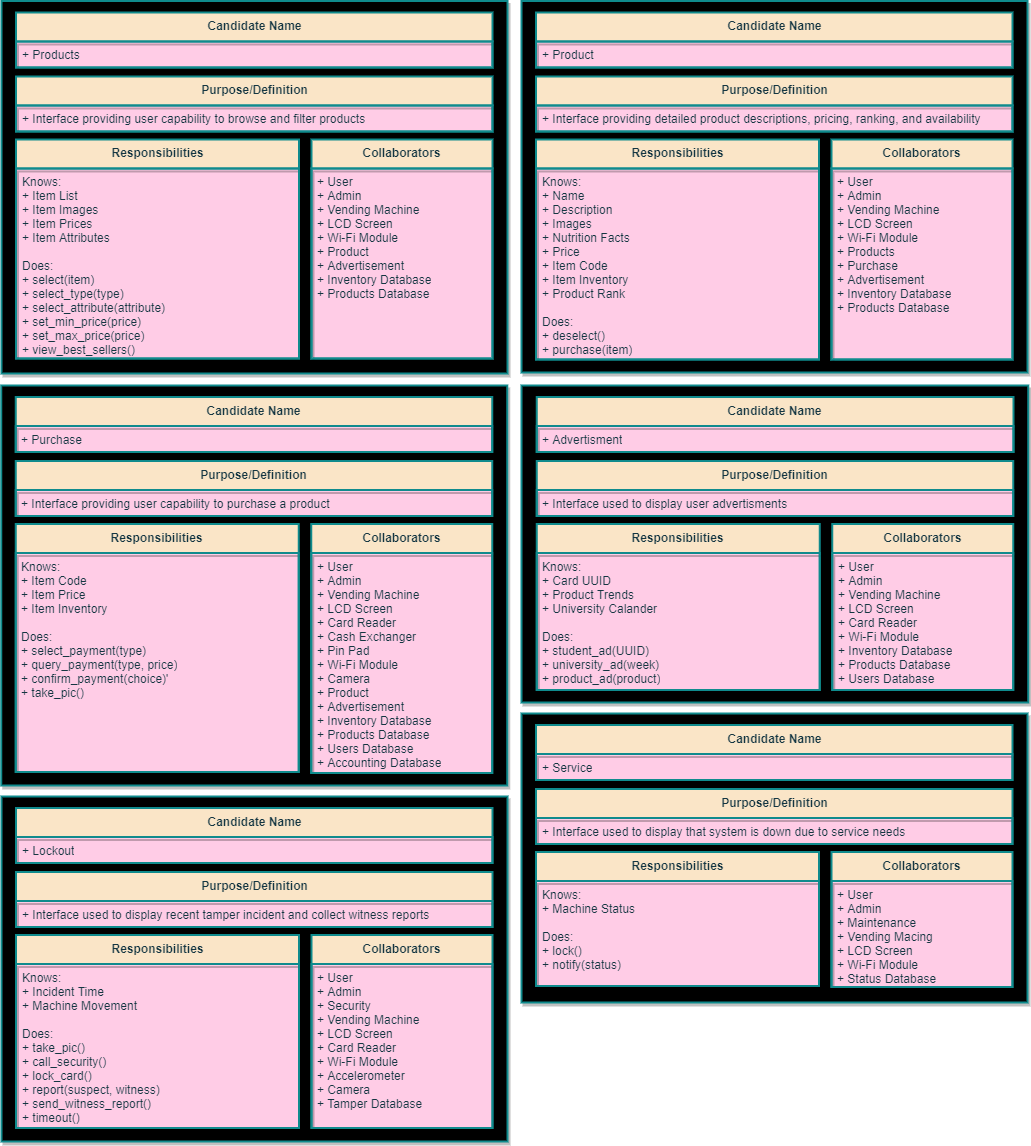 Candidate Name
+ Products
Purpose/Definition
+ Interface providing user capability to browse and filter products
Responsibilities
Knows:
+ Item List
+ Item Images
+ Item Prices
+ Item Attributes
Does:
+ select(item)
+ select_type(type)
+ select_attribute(attribute)
+ set_min_price(price)
+ set_max_price(price)
+ view_best_sellers()
Collaborators
+ User
+ Admin
+ Vending Machine
+ LCD Screen
+ Wi-Fi Module
+ Product
+ Advertisement
+ Inventory Database
+ Products Database
Candidate Name
+ Product
Purpose/Definition
+ Interface providing detailed product descriptions, pricing, ranking, and availability
Responsibilities
Knows:
+ Name
+ Description
+ Images
+ Nutrition Facts
+ Price
+ Item Code
+ Item Inventory
+ Product Rank
Does:
+ deselect()
+ purchase(item)
Collaborators
+ User
+ Admin
+ Vending Machine
+ LCD Screen
+ Wi-Fi Module
+ Products
+ Purchase
+ Advertisement
+ Inventory Database
+ Products Database
Candidate Name
+ Purchase
Purpose/Definition
+ Interface providing user capability to purchase a product
Responsibilities
Knows:
+ Item Code
+ Item Price
+ Item Inventory
Does:
+ select_payment(type)
+ query_payment(type, price)
+ confirm_payment(choice)'
+ take_pic()
Collaborators
+ User
+ Admin
+ Vending Machine
+ LCD Screen
+ Card Reader
+ Cash Exchanger
+ Pin Pad
+ Wi-Fi Module
+ Camera
+ Product
+ Advertisement
+ Inventory Database
+ Products Database
+ Users Database
+ Accounting Database
Candidate Name
+ Advertisment
Purpose/Definition
+ Interface used to display user advertisments
Responsibilities
Knows:
+ Card UUID
+ Product Trends
+ University Calander
Does:
+ student_ad(UUID)
+ university_ad(week)
+ product_ad(product)
Collaborators
+ User
+ Admin
+ Vending Machine
+ LCD Screen
+ Card Reader
+ Wi-Fi Module
+ Inventory Database
+ Products Database
+ Users Database
Candidate Name
+ Service
Purpose/Definition
+ Interface used to display that system is down due to service needs
Responsibilities
Knows:
+ Machine Status
Does:
+ lock()
+ notify(status)
Collaborators
+ User
+ Admin
+ Maintenance
+ Vending Macing
+ LCD Screen
+ Wi-Fi Module
+ Status Database
Candidate Name
+ Lockout
Purpose/Definition
+ Interface used to display recent tamper incident and collect witness reports
Responsibilities
Knows:
+ Incident Time
+ Machine Movement
Does:
+ take_pic()
+ call_security()
+ lock_card()
+ report(suspect, witness)
+ send_witness_report()
+ timeout()
Collaborators
+ User
+ Admin
+ Security
+ Vending Machine
+ LCD Screen
+ Card Reader
+ Wi-Fi Module
+ Accelerometer
+ Camera
+ Tamper Database